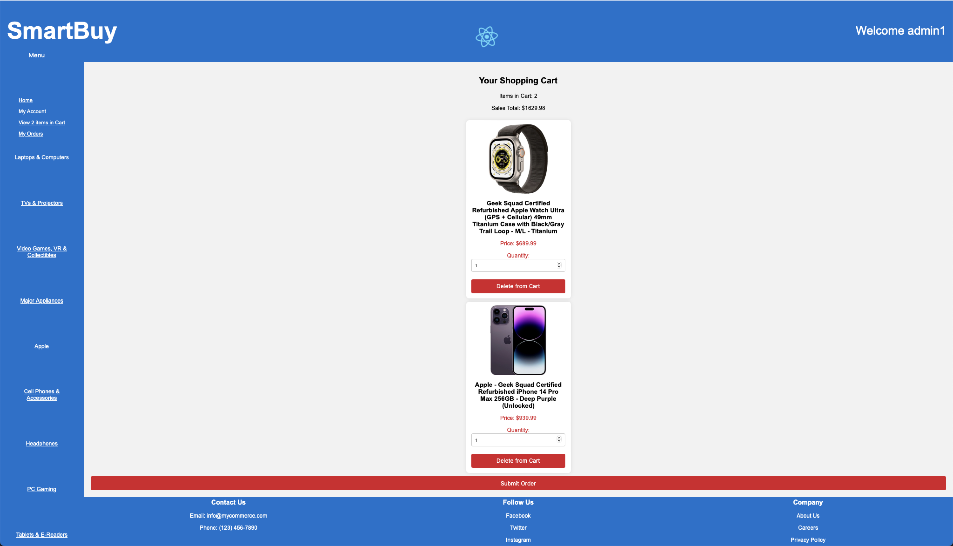 SmartBuy
Welcome admin1
Menu
Home
My Account
View 2 items in Cart
My Orders
Laptops & Computers
TVs & Projectors
Video Games, VR &
Collectibles
Major Appliances
Apple
Cell Phones &
Accessories
Headphones
PC Gaming
Tablets & E-Readers
Your Shopping Cart
Items in Cart: 2
Sales Total: $1629.98
Geek Squad Certified
Refurbished Apple Watch Ultra
(GPS + Cellular) 49mm
Titanium Case with Black/Gray
Trail Loop - M/L - Titanium
Price: $689.99
Quantity:
1
Delete from Cart
Apple - Geek Squad Certified
Refurbished iPhone 14 Pro
Max 256GB - Deep Purple
(Unlocked)
Price: $939.99
Quantity:
1
Delete from Cart
Submit Order
Contact Us
Email: info@mycommerce.com
Phone: (123) 456-7890
Follow Us
Facebook
Twitter
Instagram
Company
About Us
Careers
Privacy Policy